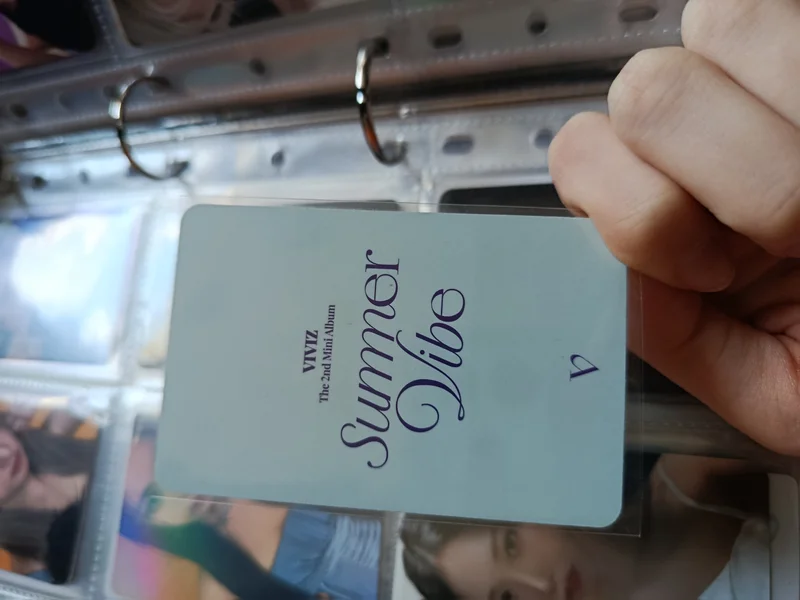 VIVIZ
The 2nd Mini Album
Summer
Vibe
V